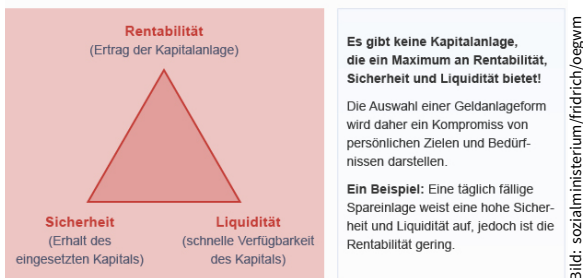 Rentabilität
(Ertrag der Kapitalanlage)
Sicherheit
(Erhalt des
eingesetzten Kapitals)
Liquidität
(schnelle Verfügbarkeit
des Kapitals)
Es gibt keine Kapitalanlage,
die ein Maximum an Rentabilität,
Sicherheit und Liquidität bietet!
Die Auswahl einer Geldanlageform
wird daher ein Kompromiss von
persönlichen Zielen und Bedürf-
nissen darstellen.
Ein Beispiel: Eine täglich fällige
Spareinlage weist eine hohe Sicher-
heit und Liquidität auf, jedoch ist die
Rentabilität gering.
Bild: sozialministerium/fridrich/oegwm